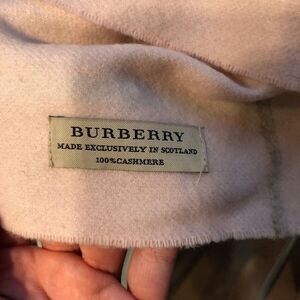 BURBERRY
MADE EXCLUSIVELY IN SCOTLAND
100%CASHMERE